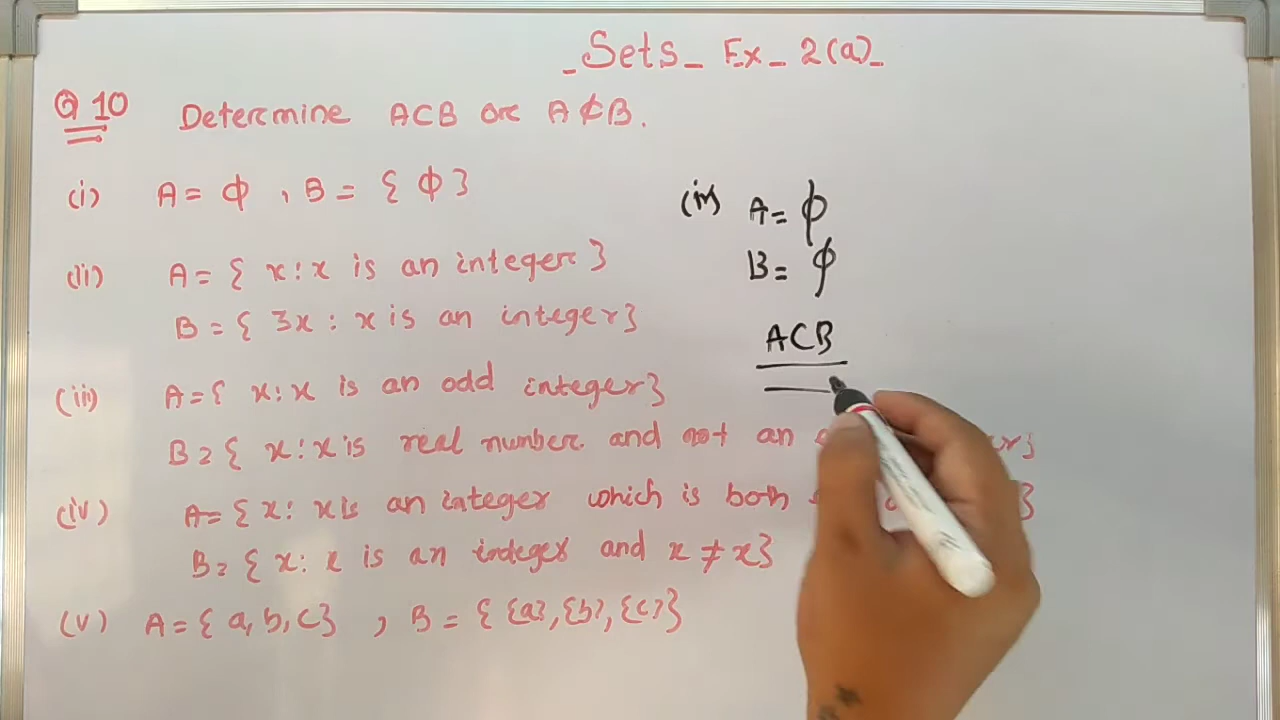 Sets_ Ex_ 2(a)_
Q 10 Determine A⊂B or A⊄B.
(i) A= ϕ , B = { ϕ }
(ii) A= { x:x is an integer }
B = { 3x : x is an integer}
(iii) A={ x:x is an odd integer}
B={ x:x is real number and not an
(iv) A={x: x is an integer which is both
B={ x: x is an integer and x ≠ x}
(v) A={ a, b, c} , B = { {a},{b},{c}}
(iv) A= ϕ
B= ϕ
A⊂B